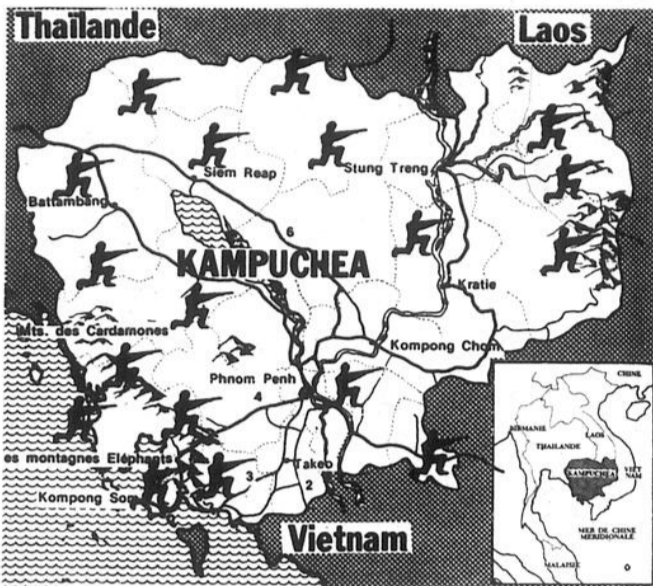 Thaïlande
Laos
Siem Reap
Stung Treng
Battambang
6
KAMPUCHEA
Kratie
Mts. des Cardamones
Kompong Cham
Phnom Penh
4
es montagnes Eléphants
Takeo
3
2
Kompong Som
Vietnam
CHINE
BIRMANIE
LAOS
THAILANDE
VIET
NAM
KAMPUCHEA
MER DE CHINE
MERIDIONALE
MALAISIE